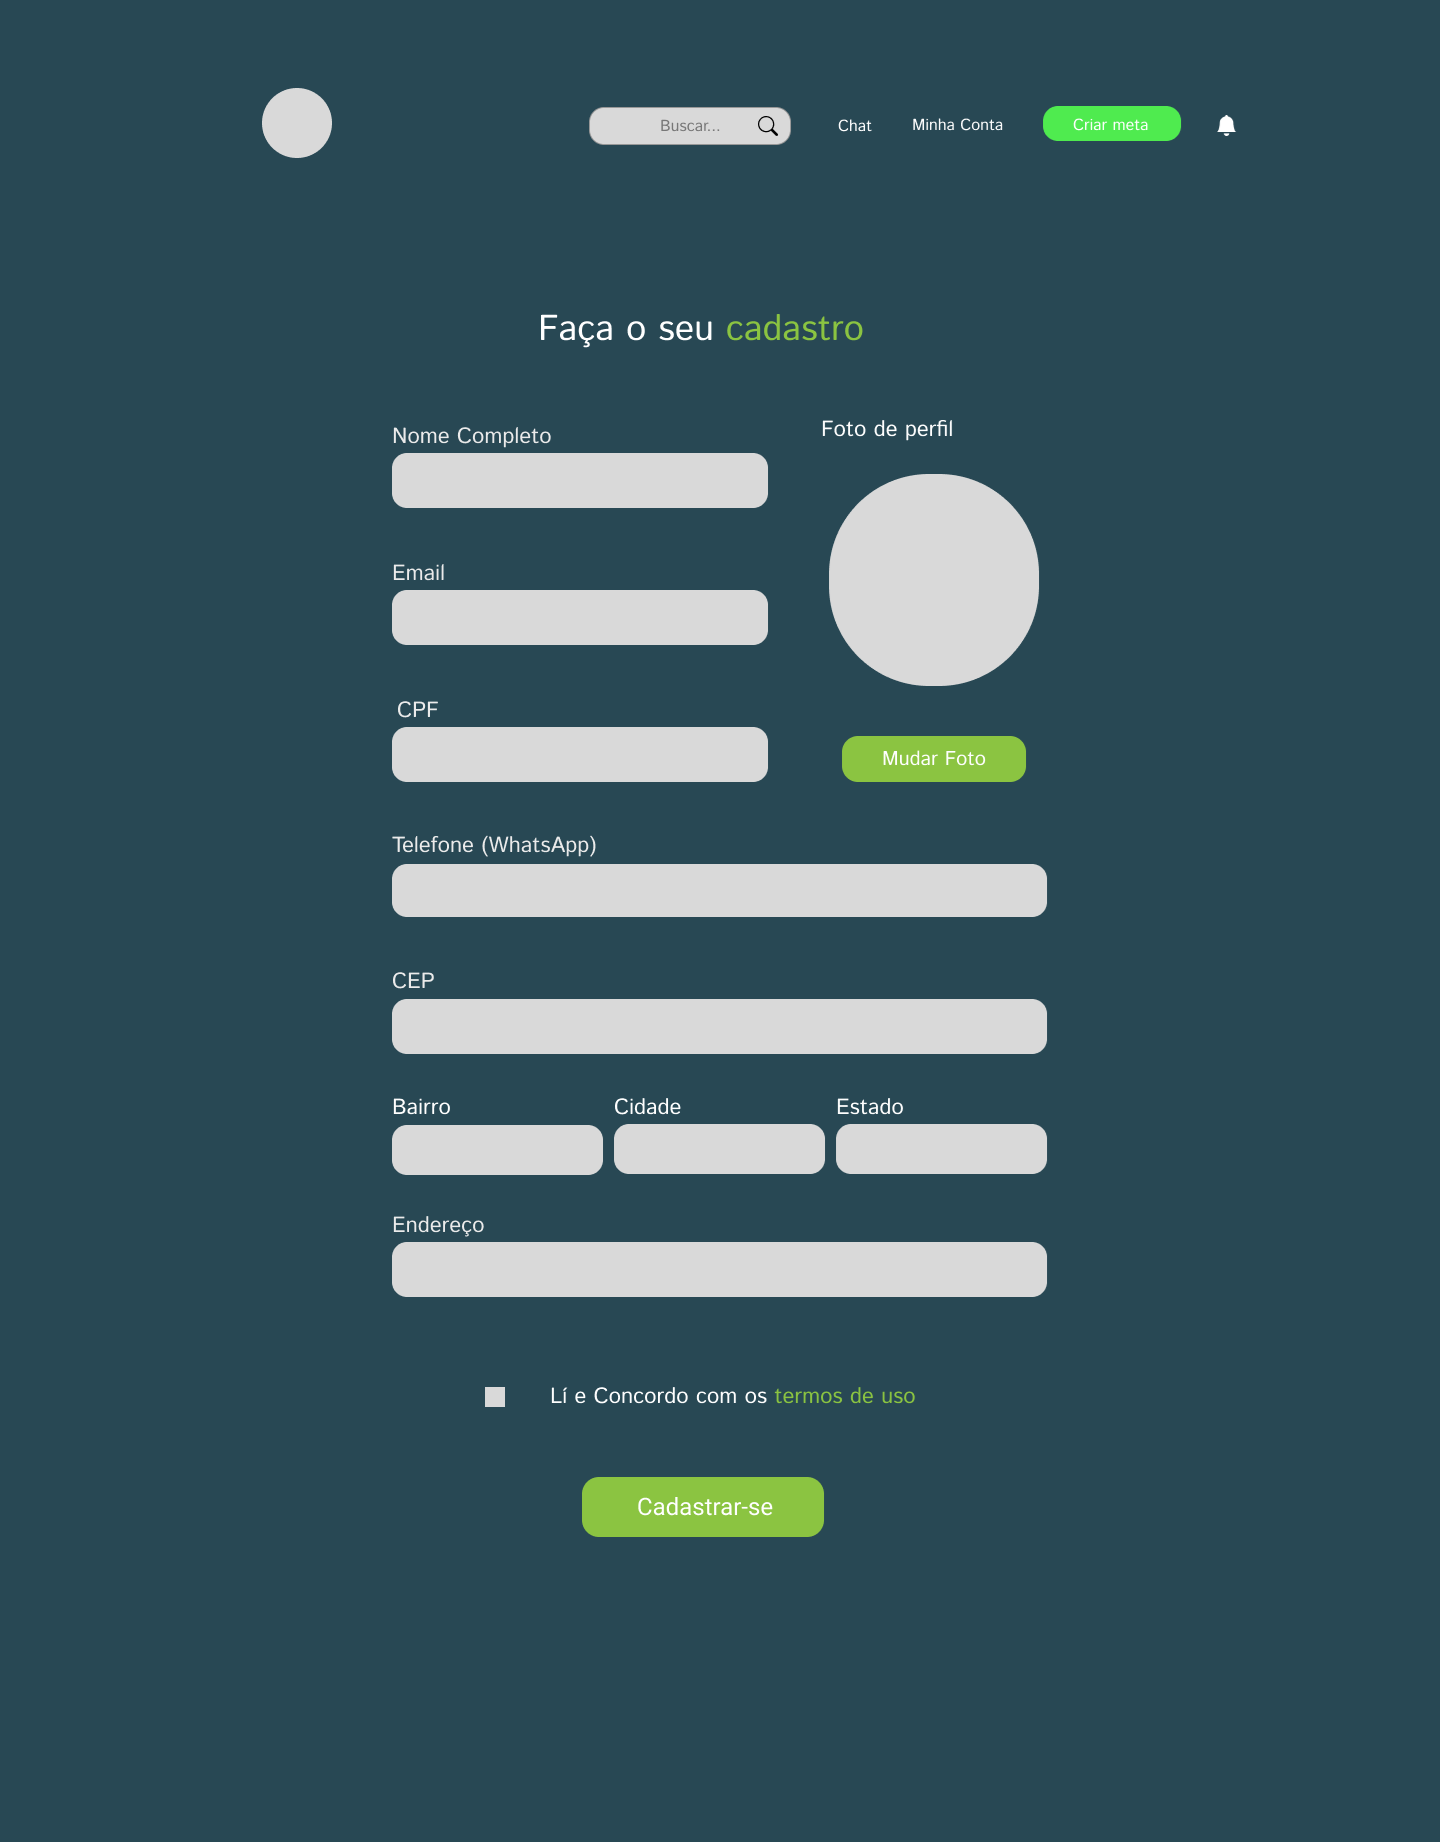 Buscar...
Chat
Minha Conta
Criar meta
Faça o seu cadastro
Nome Completo
Foto de perfil
Email
CPF
Mudar Foto
Telefone (WhatsApp)
CEP
Bairro
Cidade
Estado
Endereço
Lí e Concordo com os termos de uso
Cadastrar-se